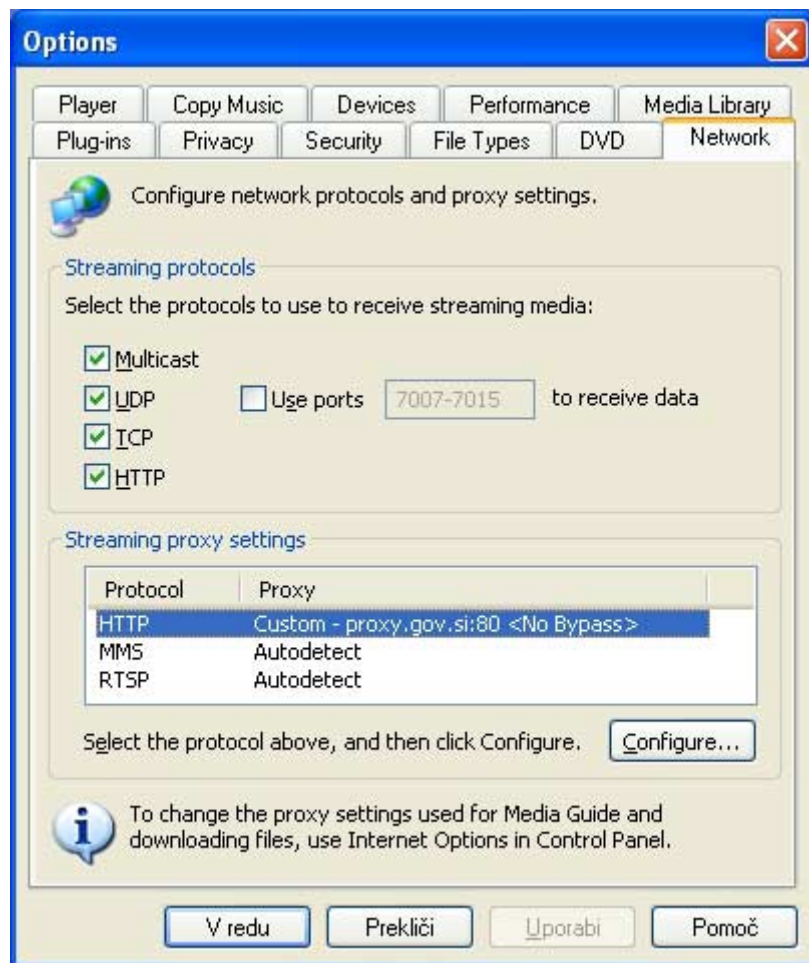 Options
Player Copy Music Devices Performance Media Library
Plug-ins Privacy Security File Types DVD Network
Configure network protocols and proxy settings.
Streaming protocols
Select the protocols to use to receive streaming media:
Multicast
UDP Use ports 7007-7015 to receive data
TCP
HTTP
Streaming proxy settings
Protocol Proxy
HTTP Custom - proxy.gov.si:80 <No Bypass>
MMS Autodetect
RTSP Autodetect
Select the protocol above, and then click Configure. Configure...
To change the proxy settings used for Media Guide and
downloading files, use Internet Options in Control Panel.
V redu Prekliči Uporabi Pomoč